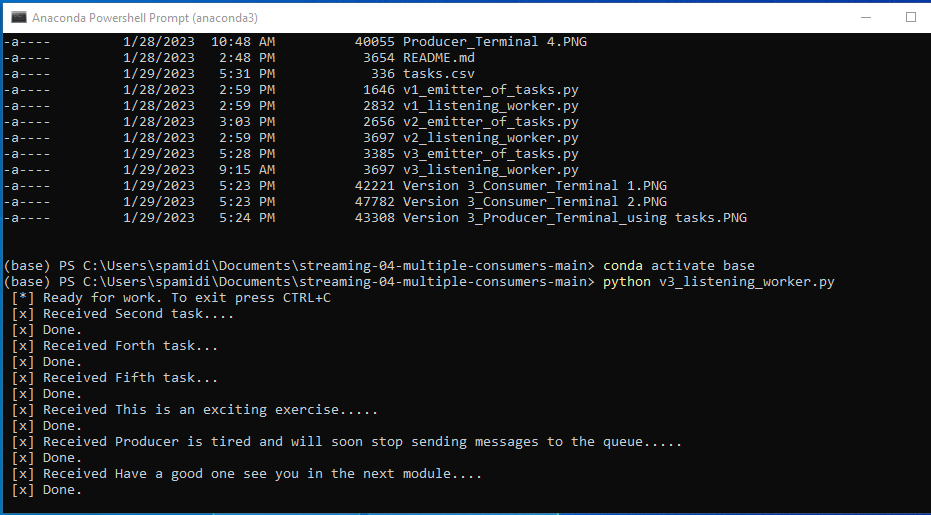 Anaconda Powershell Prompt (anaconda3)
-a---- 1/28/2023 10:48 AM 40055 Producer_Terminal 4.PNG
-a---- 1/28/2023 2:48 PM 3654 README.md
-a---- 1/29/2023 5:31 PM 336 tasks.csv
-a---- 1/28/2023 2:59 PM 1646 v1_emitter_of_tasks.py
-a---- 1/28/2023 2:59 PM 2832 v1_listening_worker.py
-a---- 1/28/2023 3:03 PM 2656 v2_emitter_of_tasks.py
-a---- 1/28/2023 2:59 PM 3697 v2_listening_worker.py
-a---- 1/29/2023 5:28 PM 3385 v3_emitter_of_tasks.py
-a---- 1/29/2023 9:15 AM 3697 v3_listening_worker.py
-a---- 1/29/2023 5:23 PM 42221 Version 3_Consumer_Terminal 1.PNG
-a---- 1/29/2023 5:23 PM 47782 Version 3_Consumer_Terminal 2.PNG
-a---- 1/29/2023 5:24 PM 43308 Version 3_Producer_Terminal_using tasks.PNG
(base) PS C:\Users\spamidi\Documents\streaming-04-multiple-consumers-main> conda activate base
(base) PS C:\Users\spamidi\Documents\streaming-04-multiple-consumers-main> python v3_listening_worker.py
[*] Ready for work. To exit press CTRL+C
[x] Received Second task....
[x] Done.
[x] Received Forth task...
[x] Done.
[x] Received Fifth task...
[x] Done.
[x] Received This is an exciting exercise.....
[x] Done.
[x] Received Producer is tired and will soon stop sending messages to the queue.....
[x] Done.
[x] Received Have a good one see you in the next module....
[x] Done.